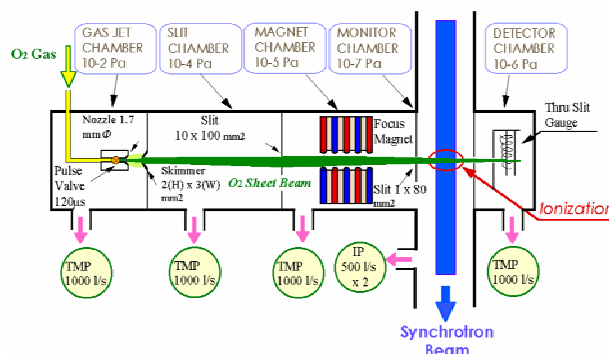 O2 Gas
GAS JET
CHAMBER
10-2 Pa
SLIT
CHAMBER
10-4 Pa
MAGNET
CHAMBER
10-5 Pa
MONITOR
CHAMBER
10-7 Pa
DETECTOR
CHAMBER
10-6 Pa
Nozzle 1.7
mm Ø
Slit
10 x 100 mm2
Focus
Magnet
Thru Slit
Gauge
Pulse
Valve
120µs
Skimmer
2(H) x 3(W)
mm2
O2 Sheet Beam
Slit 1 x 80
mm2
Ionization
TMP
1000 l/s
TMP
1000 l/s
TMP
1000 l/s
IP
500 l/s
x 2
TMP
1000 l/s
Synchrotron
Beam